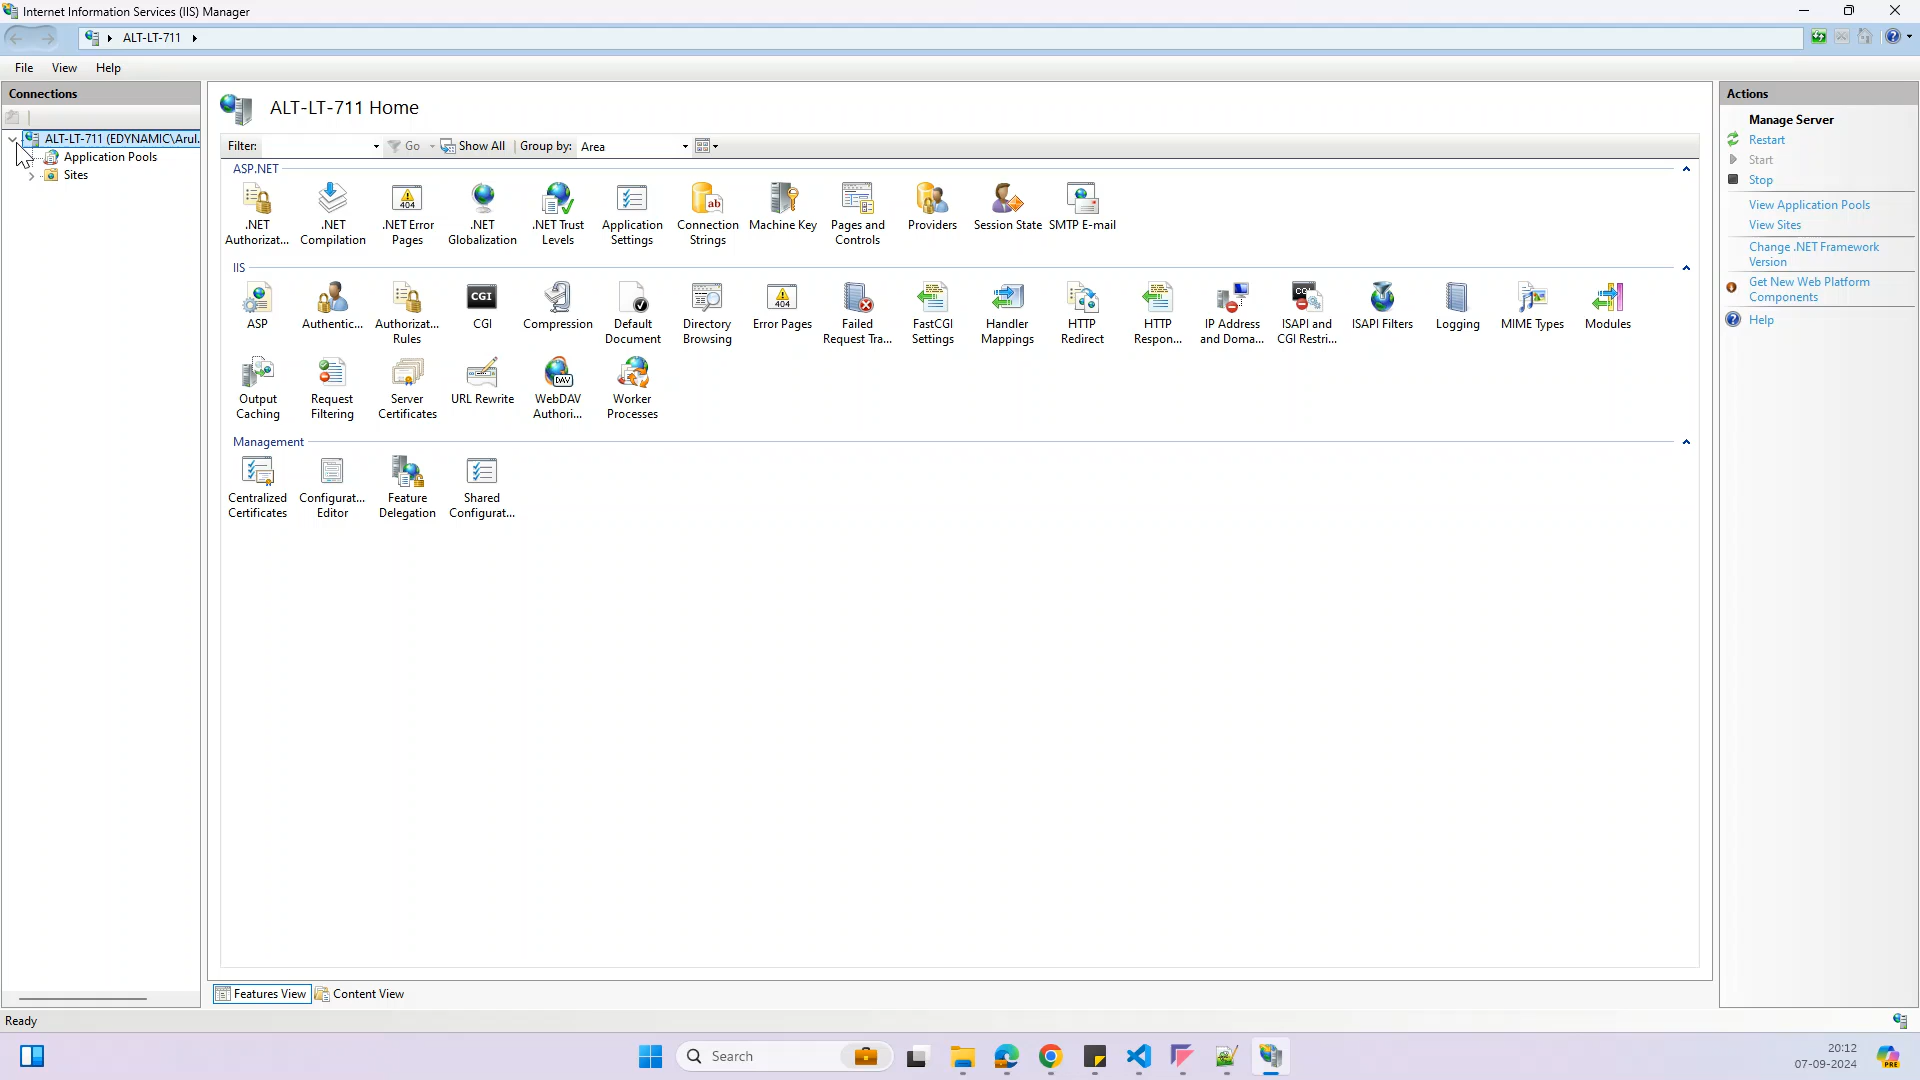 Internet Information Services (IIS) Manager
ALT-LT-711
File View Help
Connections
ALT-LT-711 (EDYNAMIC\Arul.
Application Pools
Sites
ALT-LT-711 Home
Filter: Go Show All Group by: Area
ASP.NET
.NET Authorizat...
.NET Compilation
.NET Error Pages
.NET Globalization
.NET Trust Levels
Application Settings
Connection Strings
Machine Key
Pages and Controls
Providers
Session State
SMTP E-mail
IIS
ASP
Authentic...
Authorizat... Rules
CGI
Compression
Default Document
Directory Browsing
Error Pages
Failed Request Tra...
FastCGI Settings
Handler Mappings
HTTP Redirect
HTTP Respon...
IP Address and Doma...
ISAPI and CGI Restri...
ISAPI Filters
Logging
MIME Types
Modules
Output Caching
Request Filtering
Server Certificates
URL Rewrite
WebDAV Authori...
Worker Processes
Management
Centralized Certificates
Configurat... Editor
Feature Delegation
Shared Configurat...
Features View Content View
Actions
Manage Server
Restart
Start
Stop
View Application Pools
View Sites
Change .NET Framework
Version
Get New Web Platform
Components
Help
Ready
Search
20:12
07-09-2024